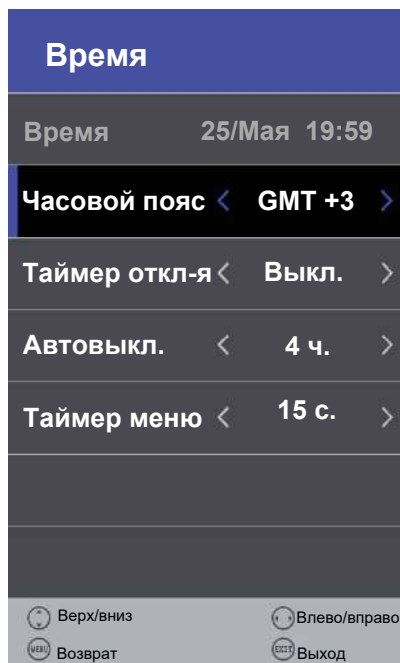 Время
Время 25/Мая 19:59
Часовой пояс < GMT +3 >
Таймер откл-я < Выкл. >
Автовыкл. < 4 ч. >
Таймер меню < 15 с. >
Верх/вниз Влево/вправо
MENU Возврат EXIT Выход